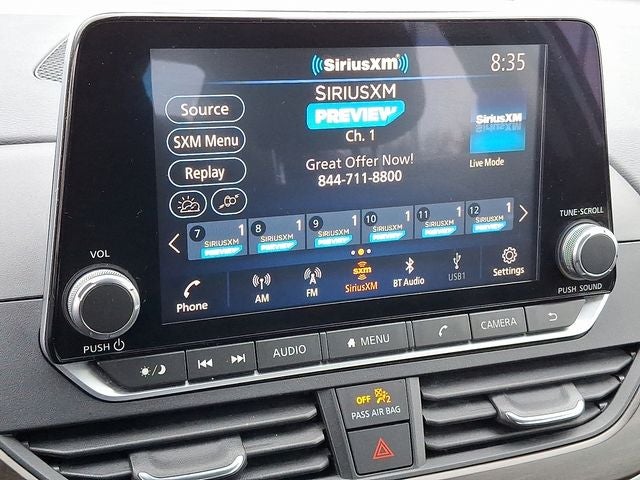 SiriusXM
8:35
Source
SXM Menu
Replay
SIRIUSXM
PREVIEW
Ch. 1
Great Offer Now!
844-711-8800
SiriusXM
Live Mode
7 1 SIRIUSXM PREVIEW
8 1 SIRIUSXM PREVIEW
9 1 SIRIUSXM PREVIEW
10 1 SIRIUSXM PREVIEW
11 1 SIRIUSXM PREVIEW
12 1 SIRIUSXM PREVIEW
Phone
AM
FM
sxm
SiriusXM
BT Audio
USB1
Settings
VOL
PUSH
TUNE·SCROLL
PUSH SOUND
AUDIO
MENU
CAMERA
OFF 2
PASS AIR BAG